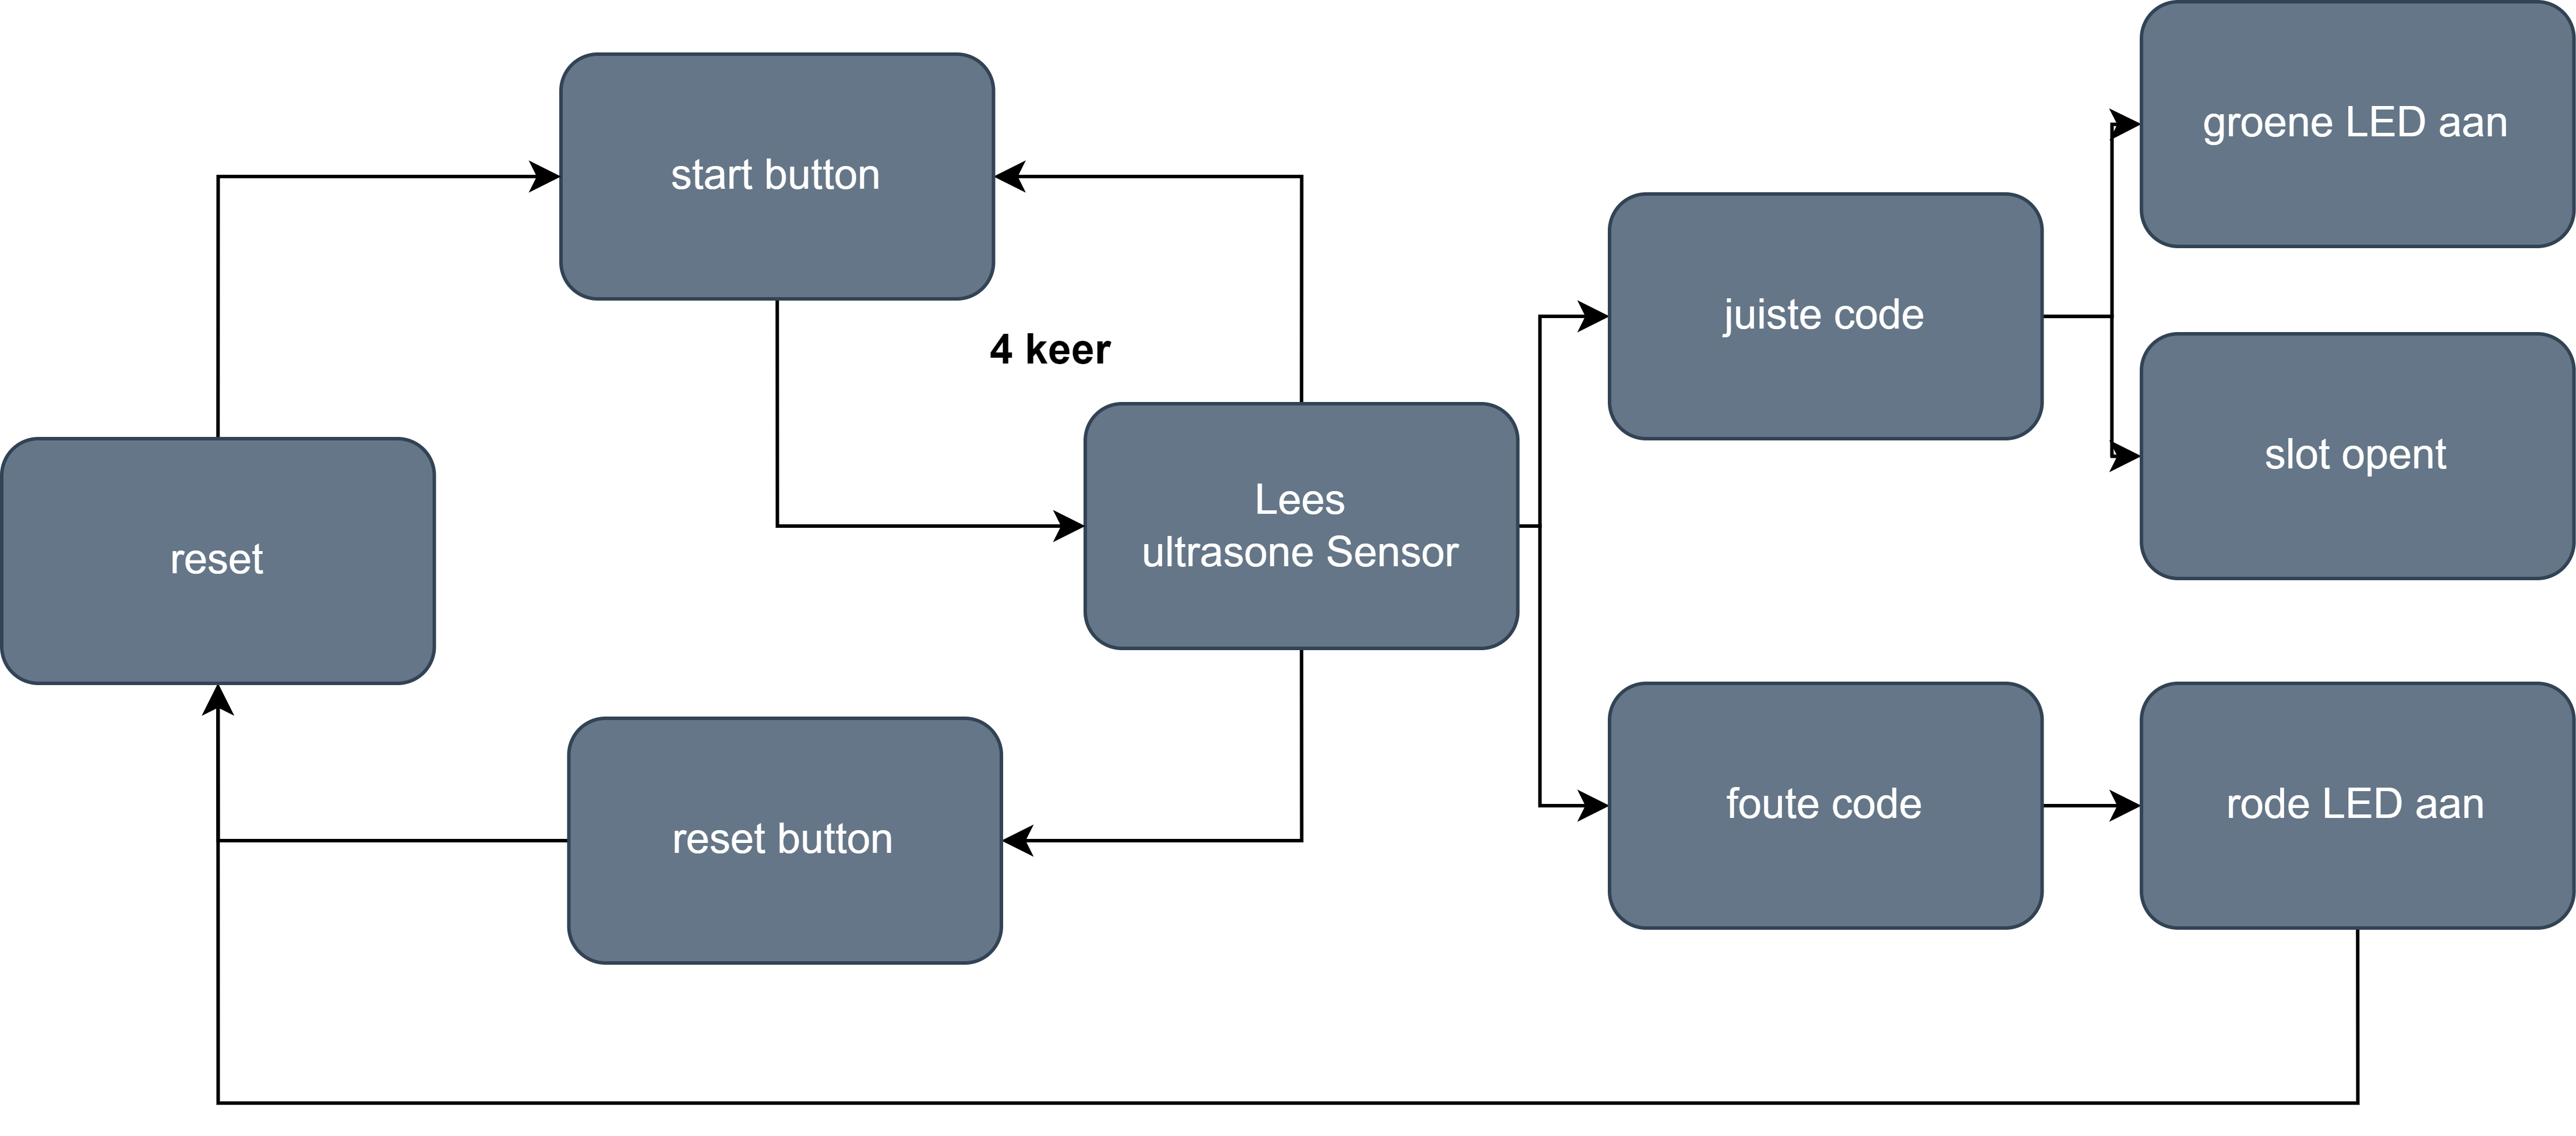 groene LED aan
start button
juiste code
4 keer
slot opent
Lees
ultrasone Sensor
reset
foute code
rode LED aan
reset button